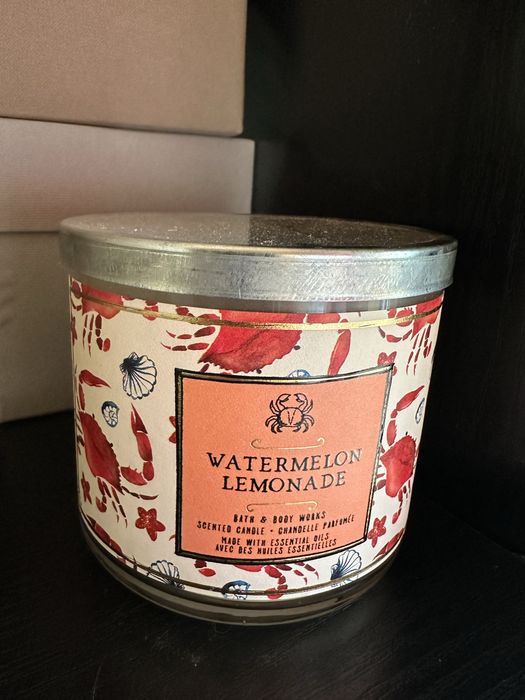 WATERMELON
LEMONADE
BATH & BODY WORKS
SCENTED CANDLE • CHANDELLE PARFUMÉE
MADE WITH ESSENTIAL OILS
AVEC DES HUILES ESSENTIELLES